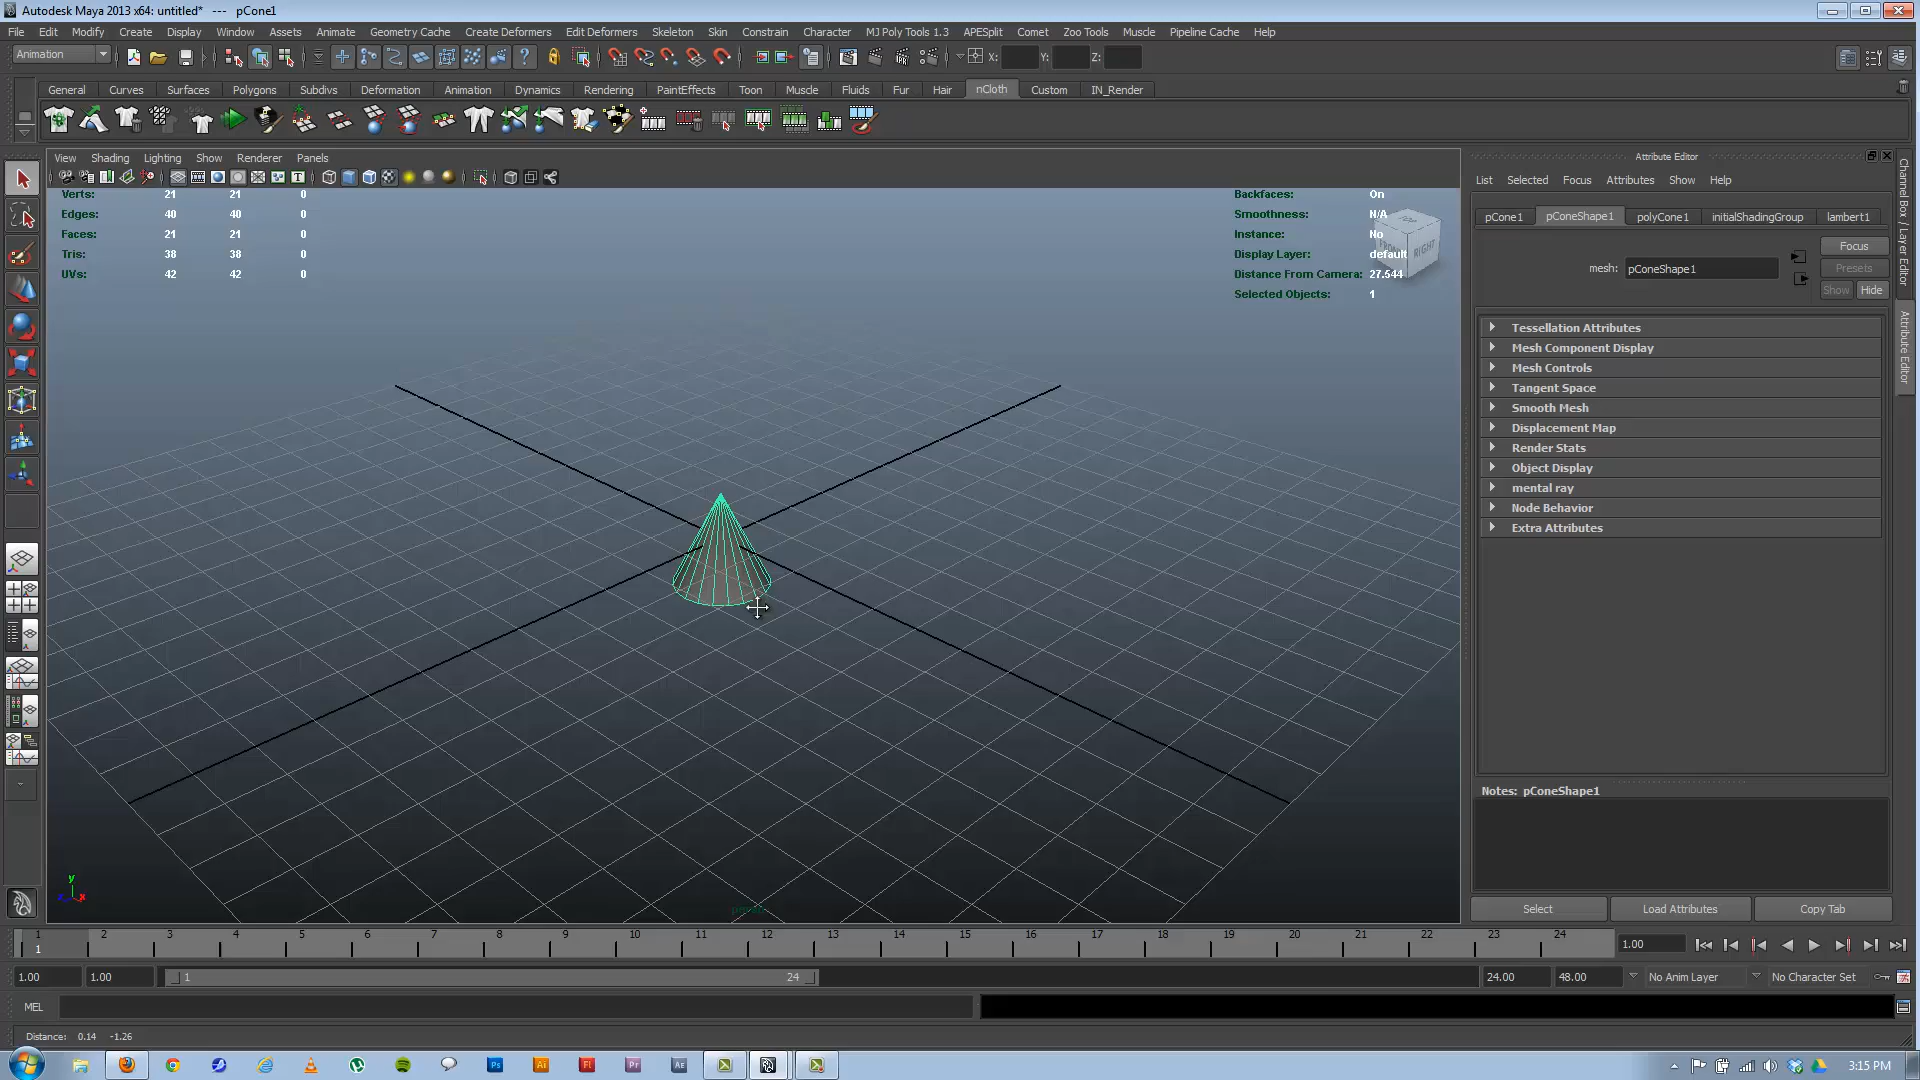 Autodesk Maya 2013 x64: untitled* --- pCone1
File Edit Modify Create Display Window Assets Animate Geometry Cache Create Deformers Edit Deformers Skeleton Skin Constrain Character MJ Poly Tools 1.3 APESplit Comet Zoo Tools Muscle Pipeline Cache Help
Animation X: Y: Z:
General Curves Surfaces Polygons Subdivs Deformation Animation Dynamics Rendering PaintEffects Toon Muscle Fluids Fur Hair nCloth Custom IN_Render
View Shading Lighting Show Renderer Panels
Verts: 21 21 0
Edges: 40 40 0
Faces: 21 21 0
Tris: 38 38 0
UVs: 42 42 0
Backfaces: On
Smoothness: N/A
Instance: No
Display Layer: default
Distance From Camera: 27.544
Selected Objects: 1
TOP
FRONT RIGHT
y
x
Attribute Editor
List Selected Focus Attributes Show Help
pCone1 pConeShape1 polyCone1 initialShadingGroup lambert1
Focus
mesh: pConeShape1
Presets
Show Hide
Tessellation Attributes
Mesh Component Display
Mesh Controls
Tangent Space
Smooth Mesh
Displacement Map
Render Stats
Object Display
mental ray
Node Behavior
Extra Attributes
Notes: pConeShape1
Select Load Attributes Copy Tab
Channel Box / Layer Editor
Attribute Editor
1 2 3 4 5 6 7 8 9 10 11 12 13 14 15 16 17 18 19 20 21 22 23 24
1 1.00
1.00 1.00 1 24 24.00 48.00 No Anim Layer No Character Set
MEL
Distance: 0.14 -1.26
Ps Ai Fl Pr Ae
3:15 PM